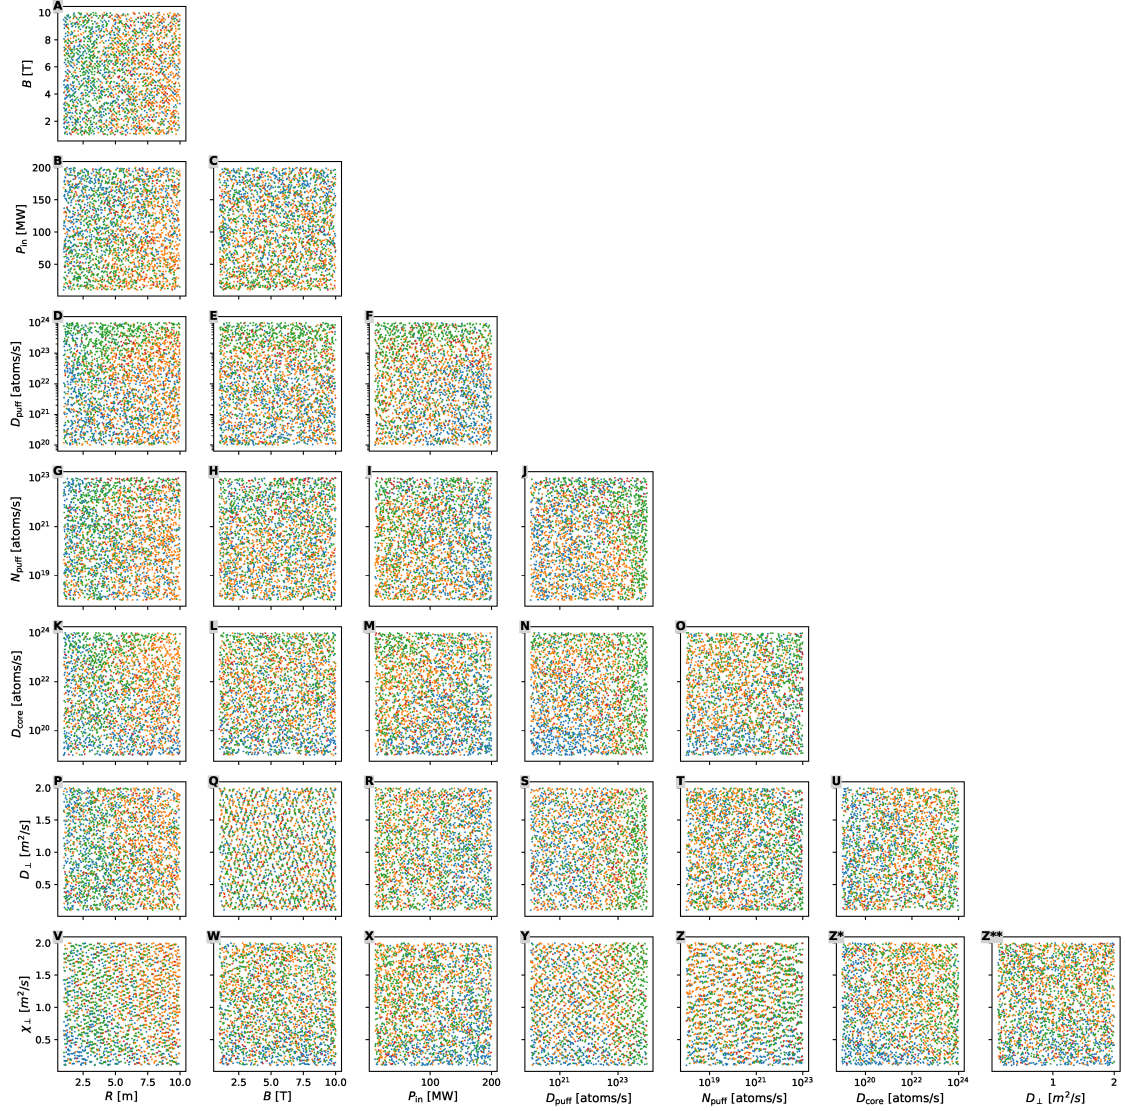 A
B [T]
10
8
6
4
2
B
C
P_in [MW]
200
150
100
50
D
E
F
D_puff [atoms/s]
10^24
10^23
10^22
10^21
10^20
G
H
I
J
N_puff [atoms/s]
10^23
10^21
10^19
K
L
M
N
O
D_core [atoms/s]
10^24
10^22
10^20
P
Q
R
S
T
U
D_⊥ [m^2/s]
2.0
1.5
1.0
0.5
V
W
X
Y
Z
Z*
Z**
χ_⊥ [m^2/s]
2.0
1.5
1.0
0.5
2.5 5.0 7.5 10.0
R [m]
2.5 5.0 7.5 10.0
B [T]
100 200
P_in [MW]
10^21 10^23
D_puff [atoms/s]
10^19 10^21 10^23
N_puff [atoms/s]
10^20 10^22 10^24
D_core [atoms/s]
1 2
D_⊥ [m^2/s]